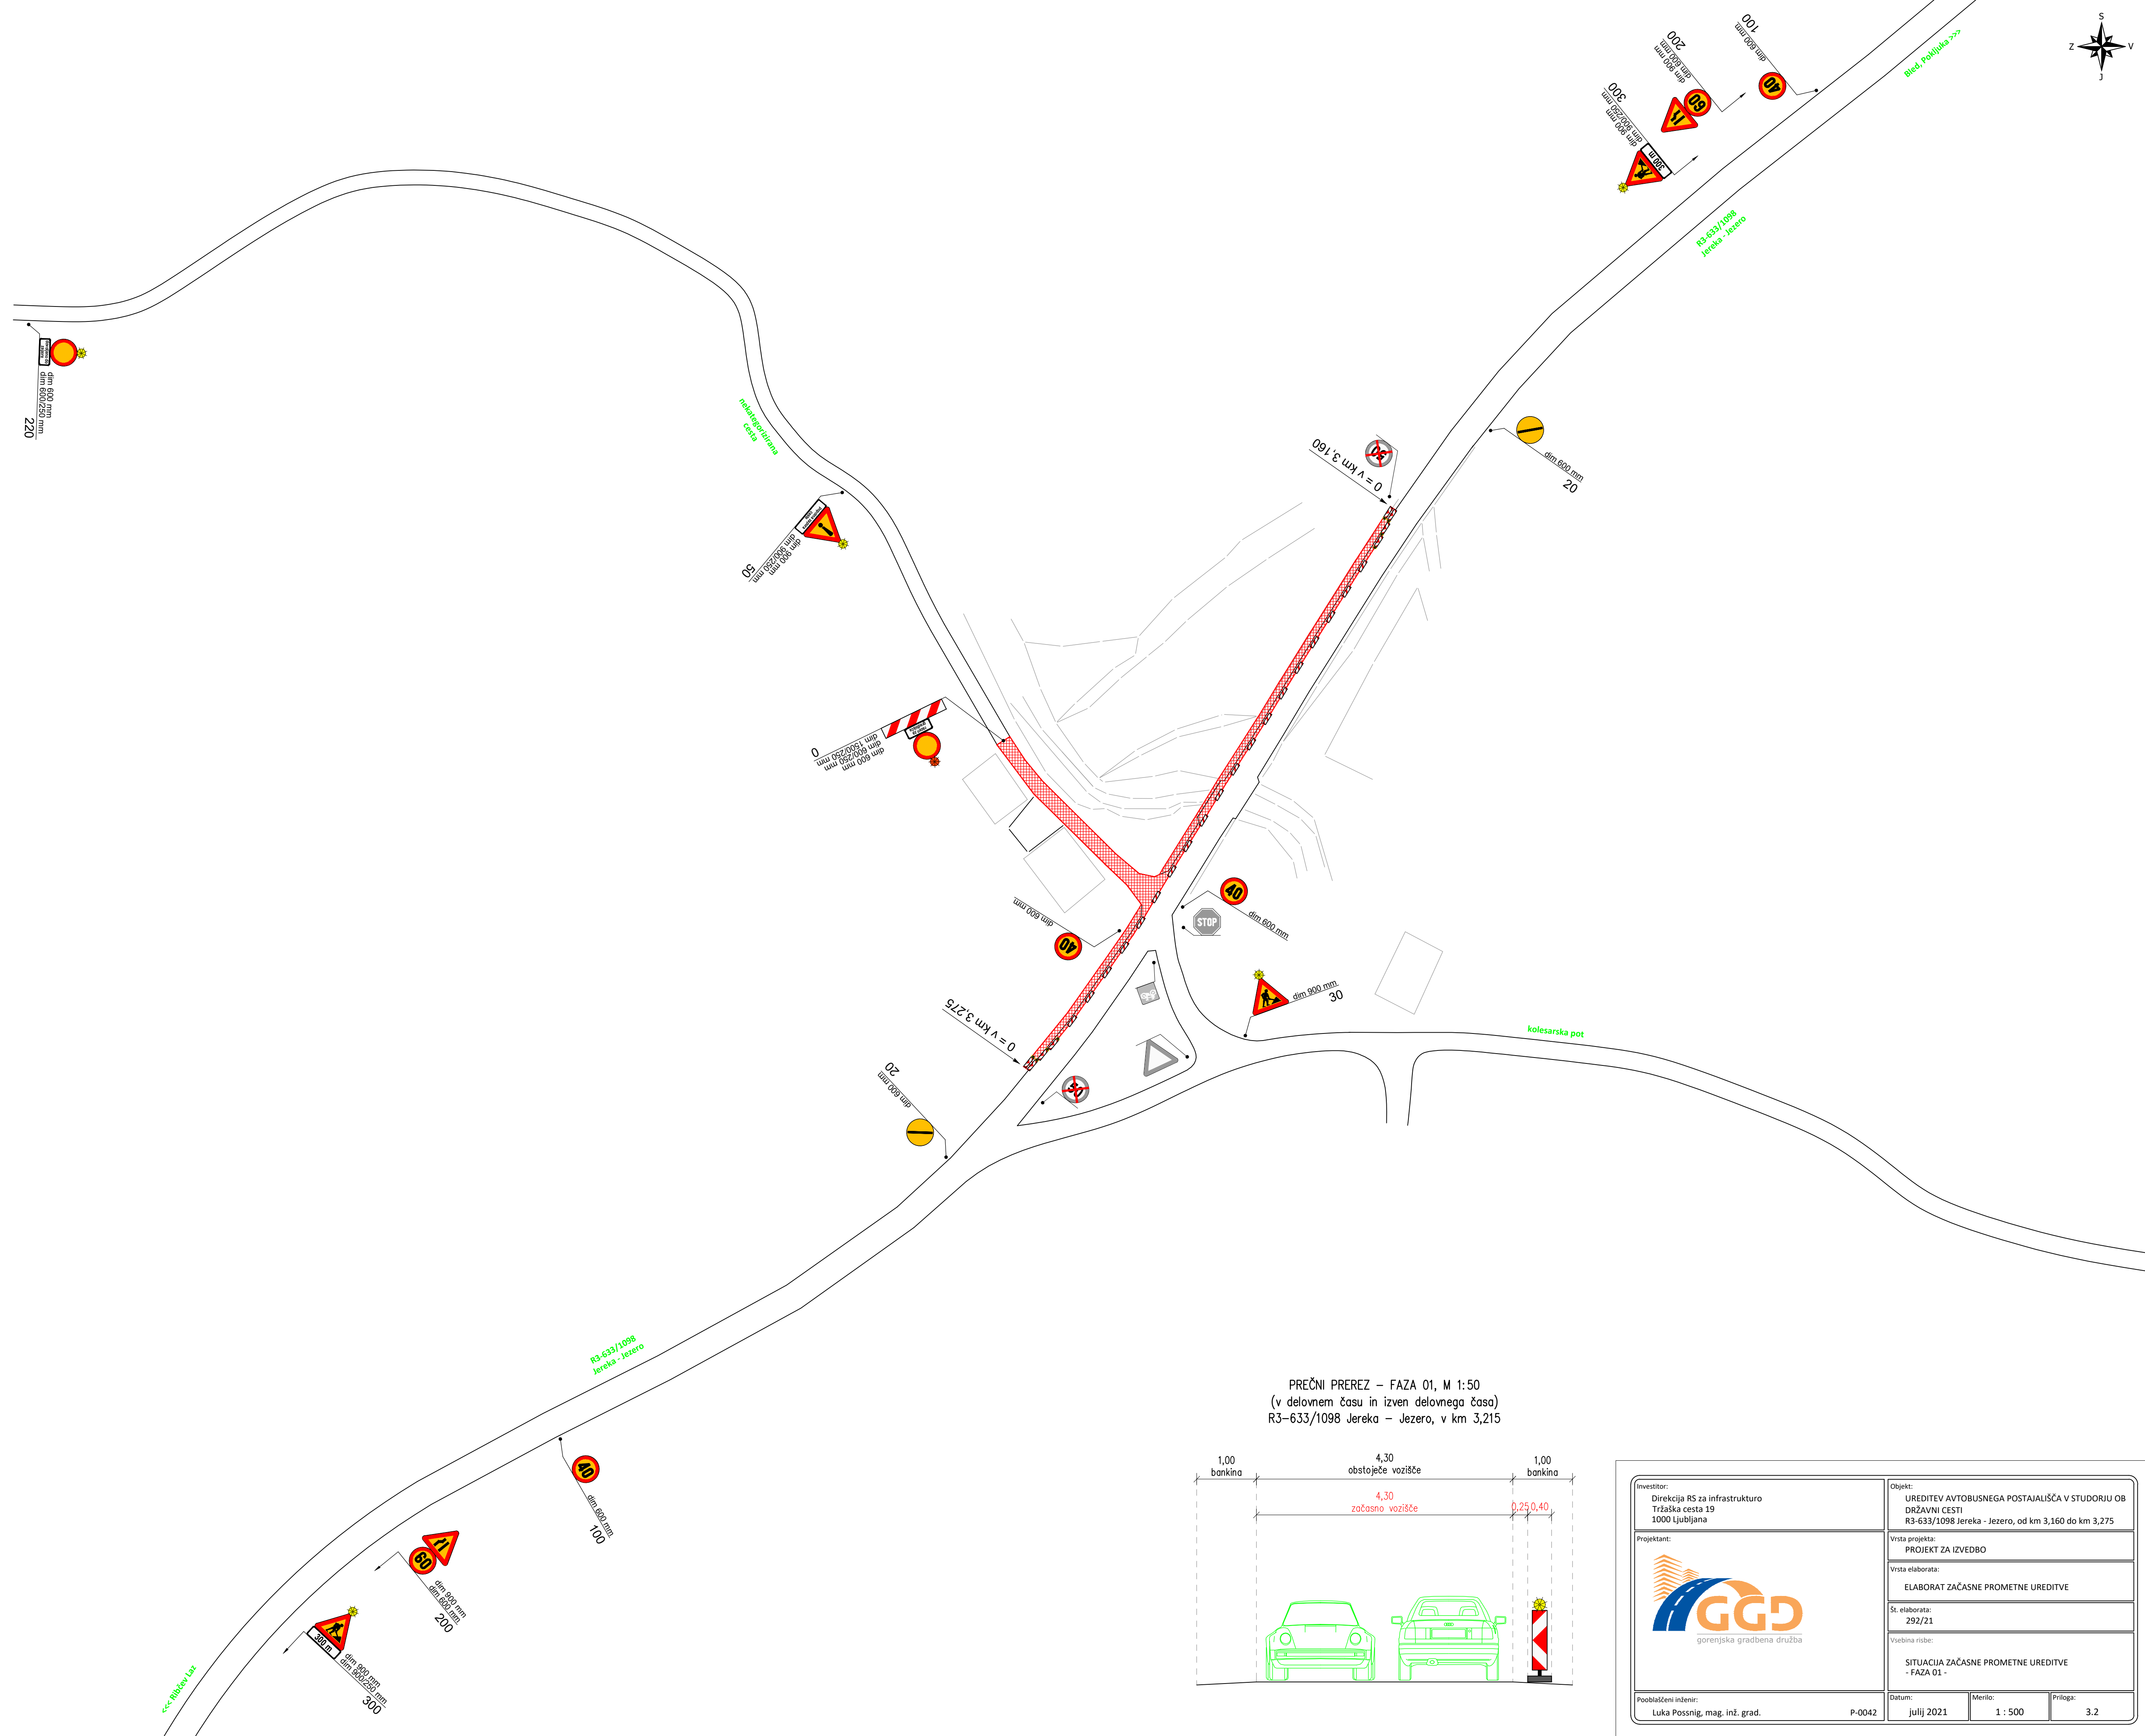 S
Z V
J
100
dim 600 mm
40
Bled, Pokljuka >>>
200
dim 900 mm
dim 600 mm
60
300
dim 900 mm
dim 900/250 mm
300 m
R3-633/1098
Jereka - Jezero
dim 600 mm
dim 600/250 mm
220
nekategorizirana
cesta
dim 900 mm
dim 900/250 mm
50
50
0 = v km 3,160
dim 600 mm
20
0
dim 1500/250 mm
dim 600/250 mm
dim 600 mm
40
dim 600 mm
STOP
dim 600 mm
40
dim 900 mm
30
0 = v km 3,275
kolesarska pot
50
20
dim 600 mm
R3-633/1098
Jereka - Jezero
40
dim 600 mm
100
60
dim 900 mm
dim 600 mm
200
300 m
dim 900 mm
dim 900/250 mm
300
<<< Ribčev Laz
PREČNI PREREZ – FAZA 01, M 1:50
(v delovnem času in izven delovnega časa)
R3–633/1098 Jereka – Jezero, v km 3,215
1,00 4,30 1,00
bankina obstoječe vozišče bankina
4,30 0,25 0,40
začasno vozišče
Investitor:
Direkcija RS za infrastrukturo
Tržaška cesta 19
1000 Ljubljana
Objekt:
UREDITEV AVTOBUSNEGA POSTAJALIŠČA V STUDORJU OB
DRŽAVNI CESTI
R3-633/1098 Jereka - Jezero, od km 3,160 do km 3,275
Projektant:
GGD
gorenjska gradbena družba
Vrsta projekta:
PROJEKT ZA IZVEDBO
Vrsta elaborata:
ELABORAT ZAČASNE PROMETNE UREDITVE
Št. elaborata:
292/21
Vsebina risbe:
SITUACIJA ZAČASNE PROMETNE UREDITVE
- FAZA 01 -
Pooblaščeni inženir:
Luka Possnig, mag. inž. grad. P-0042
Datum:
julij 2021
Merilo:
1 : 500
Priloga:
3.2